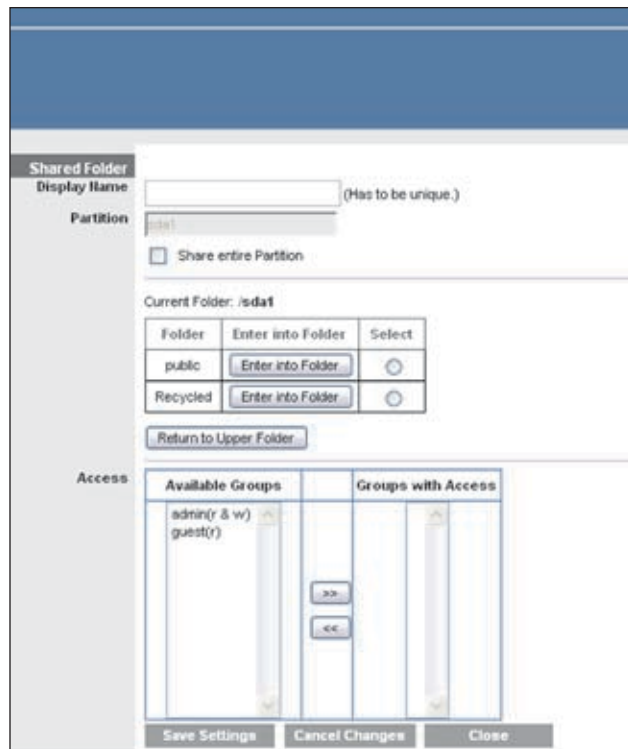 Shared Folder
Display Name
(Has to be unique.)
Partition
sda1
Share entire Partition
Current Folder: /sda1
Folder Enter into Folder Select
public Enter into Folder
Recycled Enter into Folder
Return to Upper Folder
Access
Available Groups Groups with Access
admin(r & w)
guest(r)
>>
<<
Save Settings Cancel Changes Close